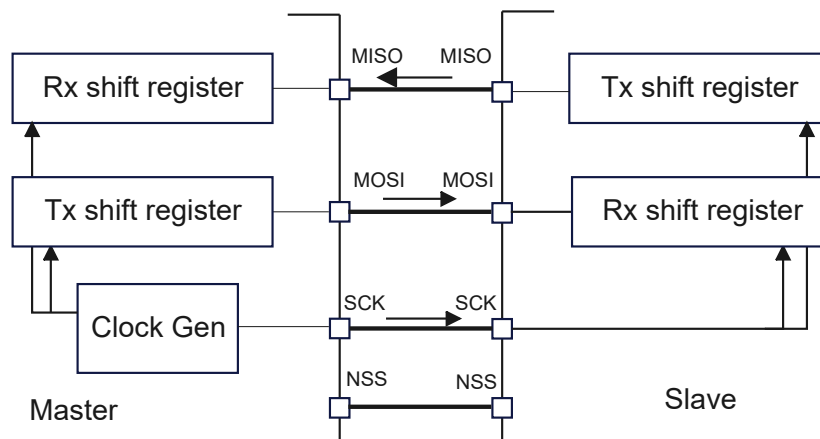 MISO MISO
Rx shift register
Tx shift register
MOSI MOSI
Tx shift register
Rx shift register
SCK SCK
Clock Gen
NSS NSS
Master
Slave